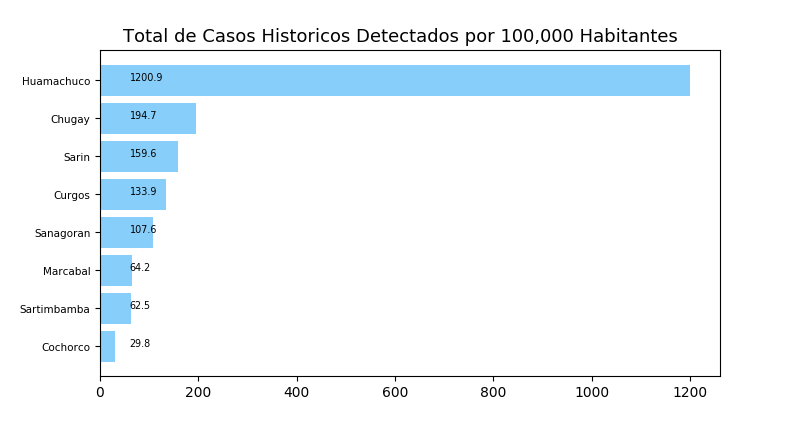 Total de Casos Historicos Detectados por 100,000 Habitantes
Huamachuco 1200.9
Chugay 194.7
Sarin 159.6
Curgos 133.9
Sanagoran 107.6
Marcabal 64.2
Sartimbamba 62.5
Cochorco 29.8
0 200 400 600 800 1000 1200